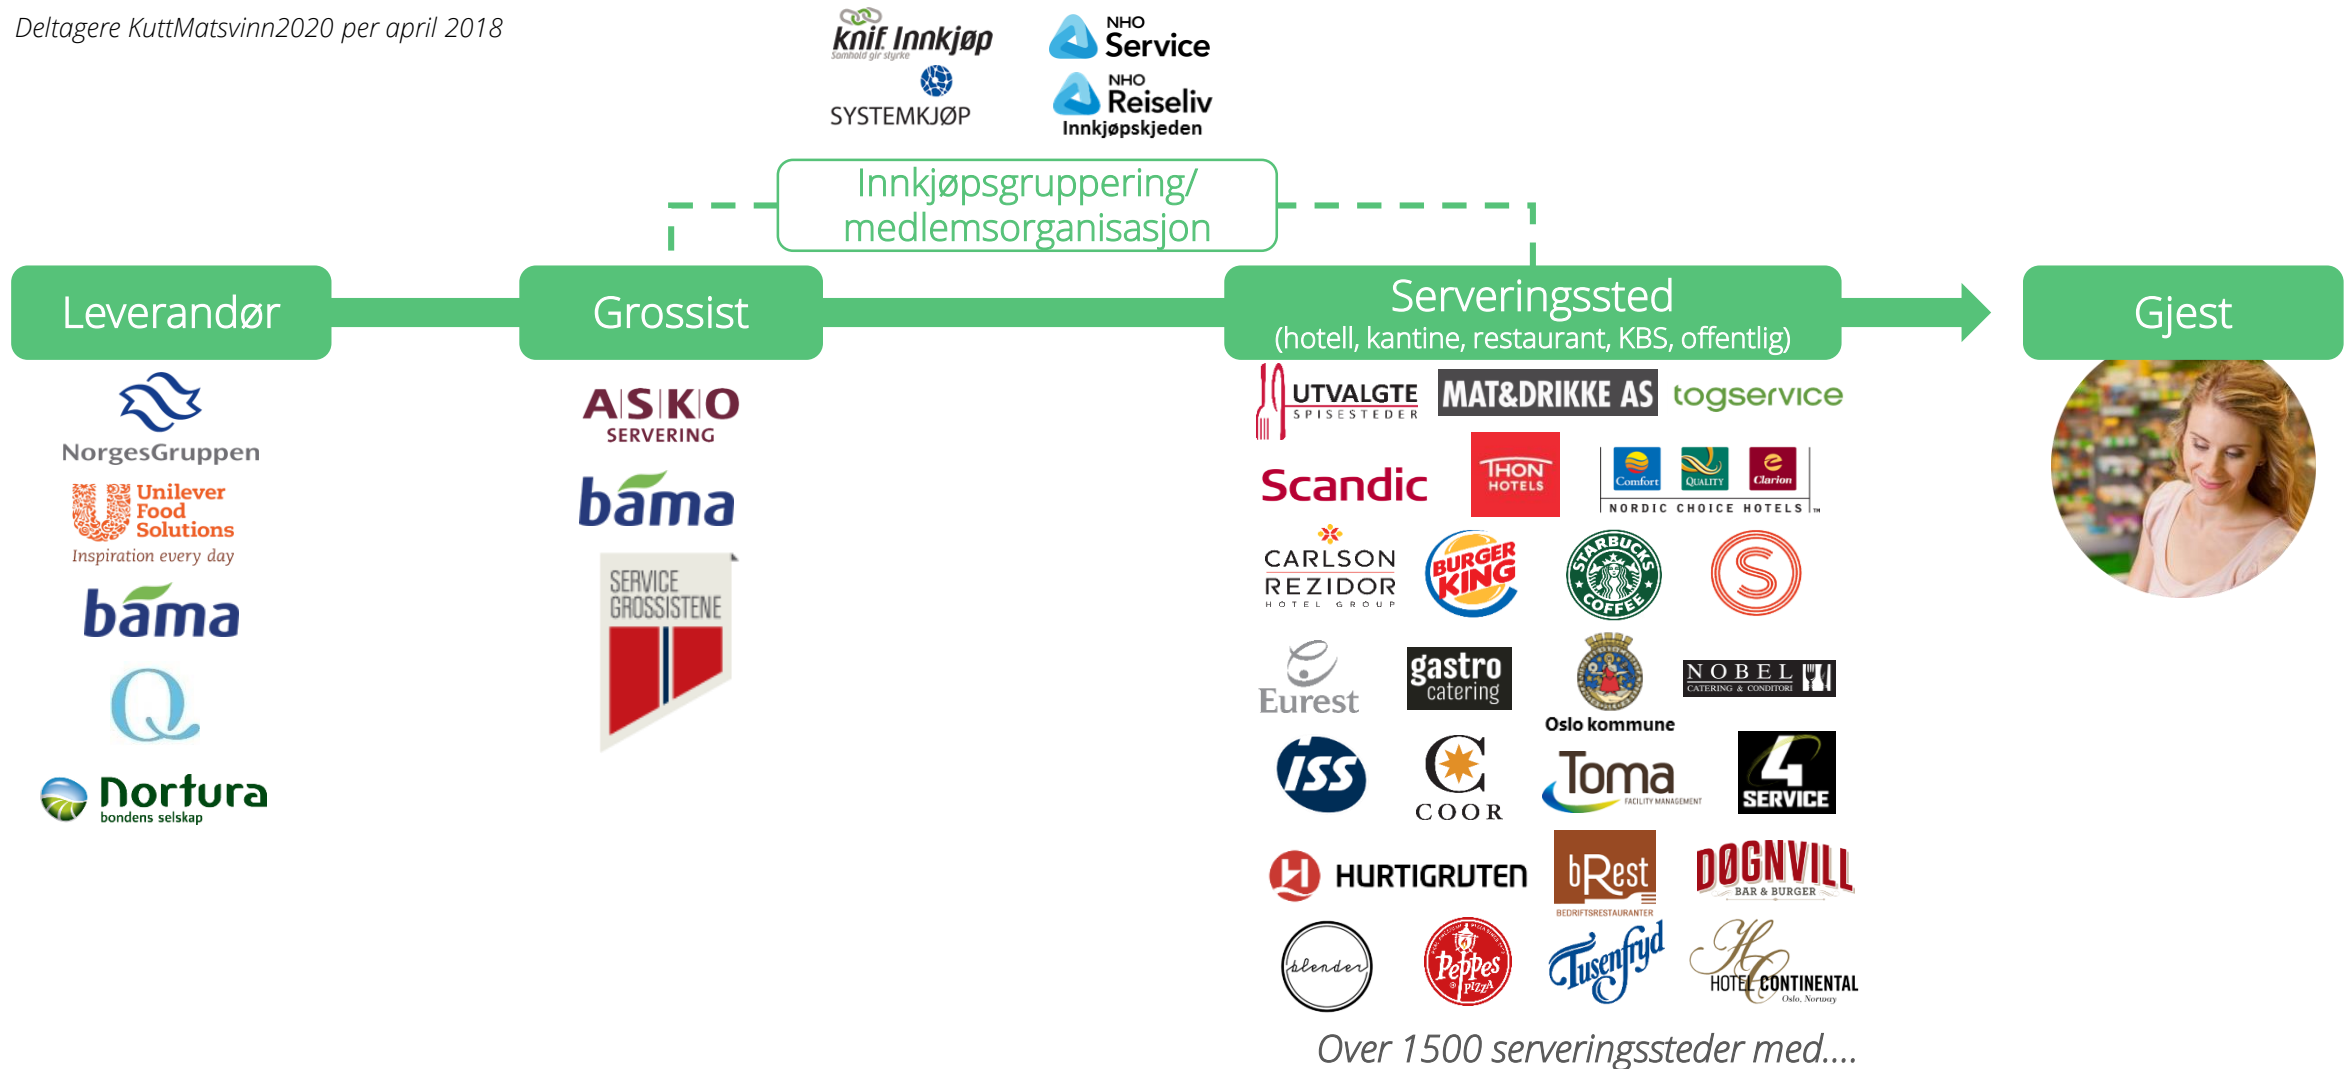 Deltagere KuttMatsvinn2020 per april 2018
knif. Innkjøp
Samhold gir styrke
NHO
Service
SYSTEMKJØP
NHO
Reiseliv
Innkjøpskjeden
Innkjøpsgruppering/
medlemsorganisasjon
Leverandør
Grossist
Serveringssted
(hotell, kantine, restaurant, KBS, offentlig)
Gjest
NorgesGruppen
Unilever
Food
Solutions
Inspiration every day
bama
Q
Nortura
bondens selskap
ASKO
SERVERING
bama
SERVICE
GROSSISTENE
UTVALGTE
SPISESTEDER
MAT&DRIKKE AS
togservice
Scandic
THON
HOTELS
Comfort
QUALITY
Clarion
NORDIC CHOICE HOTELS™
CARLSON
REZIDOR
HOTEL GROUP
BURGER
KING
STARBUCKS
COFFEE
S
Eurest
gastro
catering
Oslo kommune
NOBEL
CATERING & CONDITORI
ISS
C
COOR
Toma
FACILITY MANAGEMENT
4
SERVICE
HURTIGRUTEN
bRest
BEDRIFTSRESTAURANTER
DØGNVILL
BAR & BURGER
blender
Peppes
PIZZA
Tusenfryd
HC
HOTEL CONTINENTAL
Oslo, Norway
Over 1500 serveringssteder med....